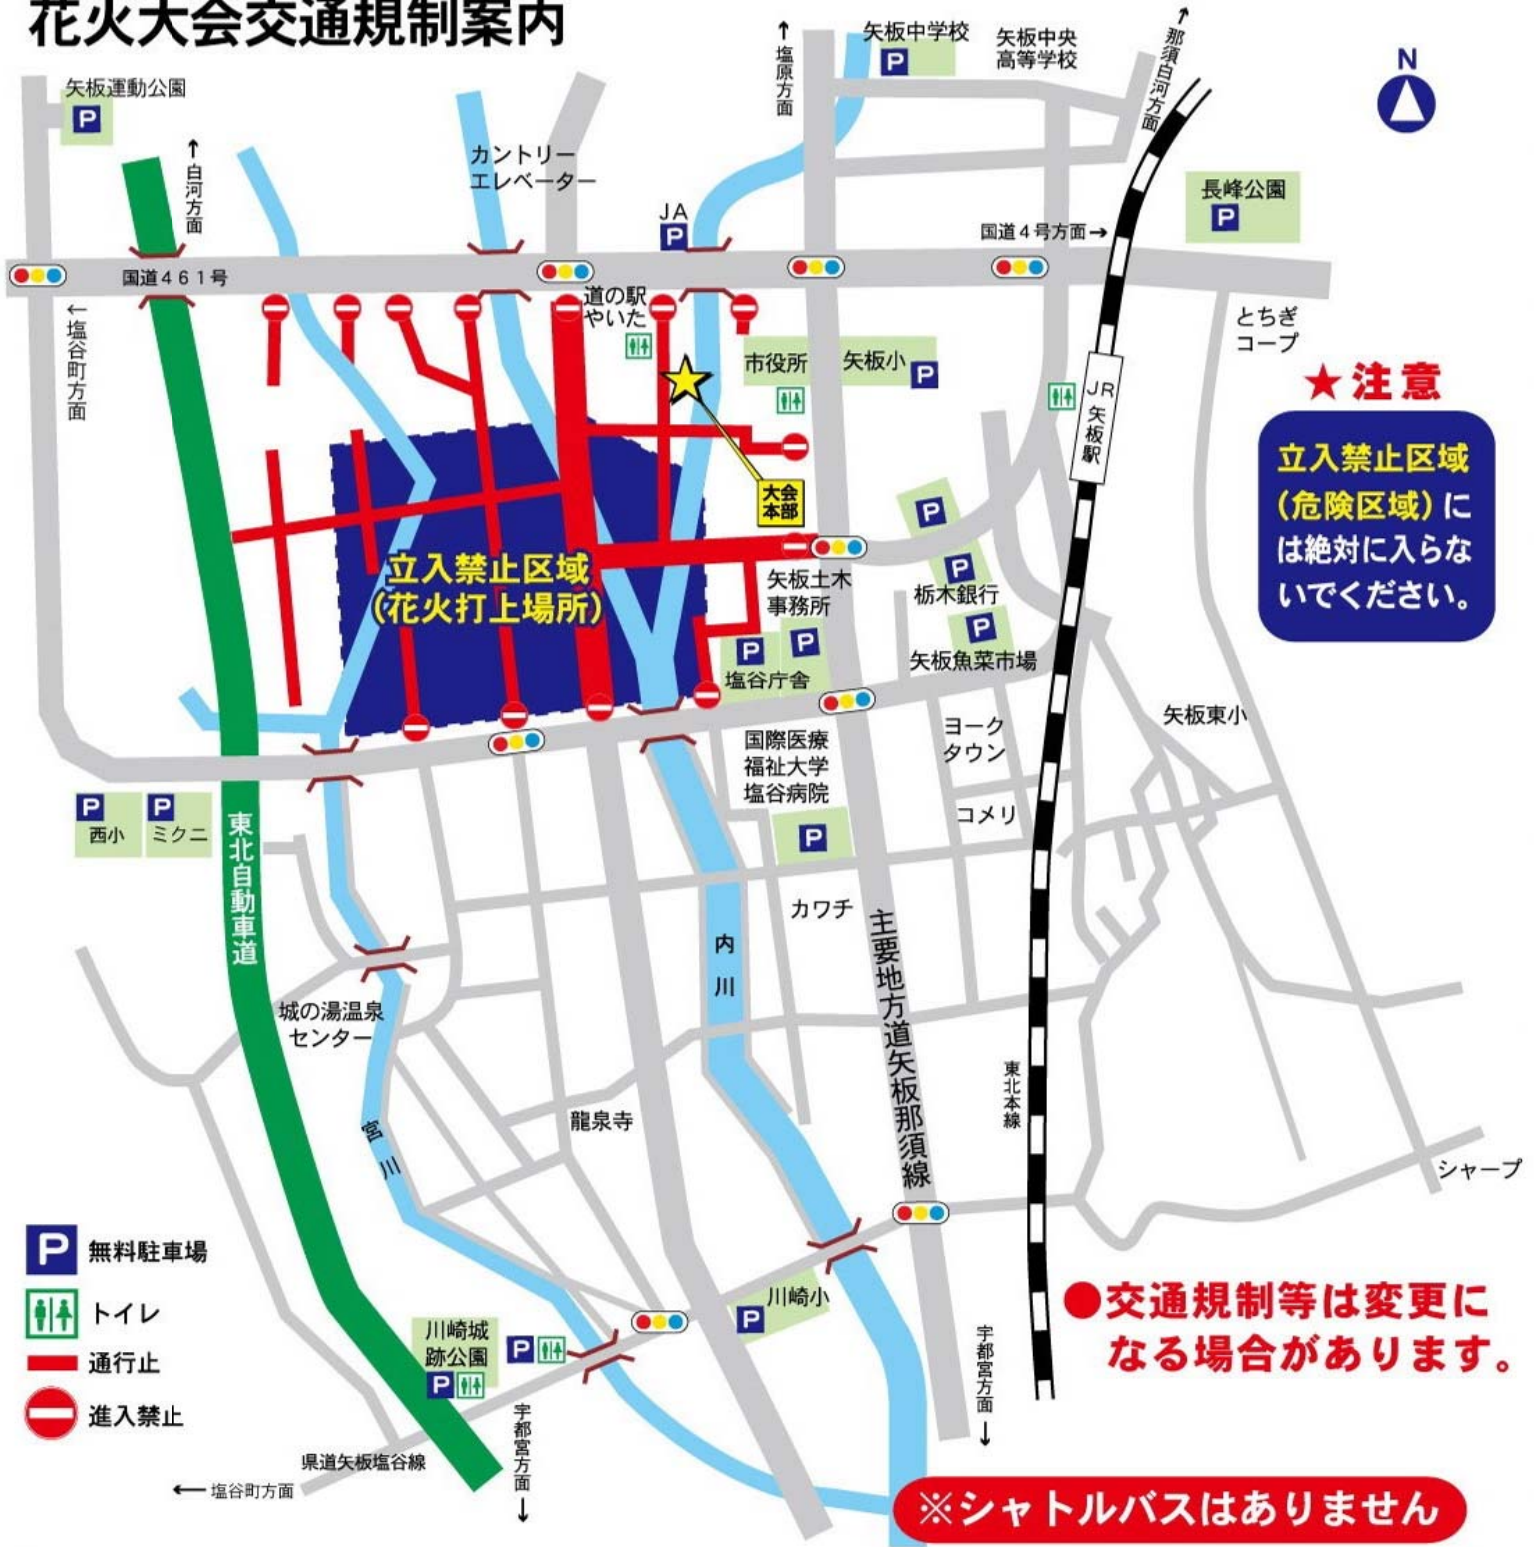 花火大会交通規制案内
矢板運動公園
P
↑白河方面
カントリー
エレベーター
JA
P
↑塩原方面
矢板中学校
P
矢板中央
高等学校
↑那須白河方面
N
長峰公園
P
国道4号方面→
国道461号
←塩谷町方面
道の駅
やいた
市役所
矢板小
P
とちぎ
コープ
JR矢板駅
★注意
立入禁止区域
(危険区域)に
は絶対に入らな
いでください。
大会
本部
立入禁止区域
(花火打上場所)
矢板土木
事務所
P
P
塩谷庁舎
P
P
栃木銀行
P
矢板魚菜市場
ヨーク
タウン
矢板東小
国際医療
福祉大学
塩谷病院
P
コメリ
P
西小
P
ミクニ
東北自動車道
カワチ
内川
主要地方道矢板那須線
城の湯温泉
センター
宮川
龍泉寺
東北本線
シャープ
P 無料駐車場
トイレ
通行止
進入禁止
川崎城
跡公園
P
P
川崎小
P
●交通規制等は変更に
なる場合があります。
宇都宮方面↓
宇都宮方面↓
県道矢板塩谷線
←塩谷町方面
※シャトルバスはありません